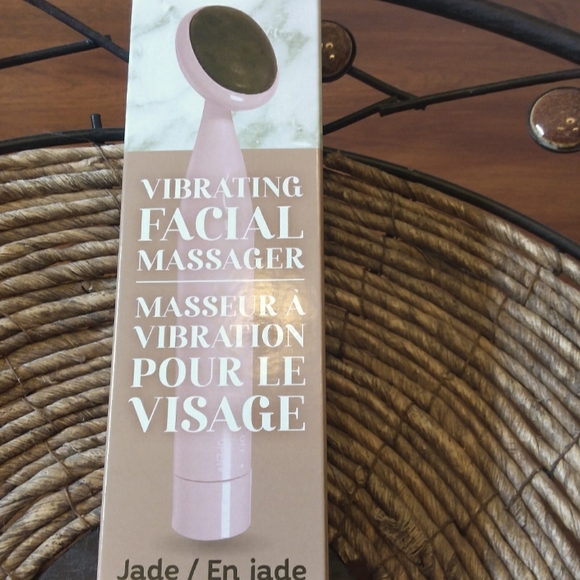 VIBRATING
FACIAL
MASSAGER
MASSEUR À
VIBRATION
POUR LE
VISAGE
Jade / En jade